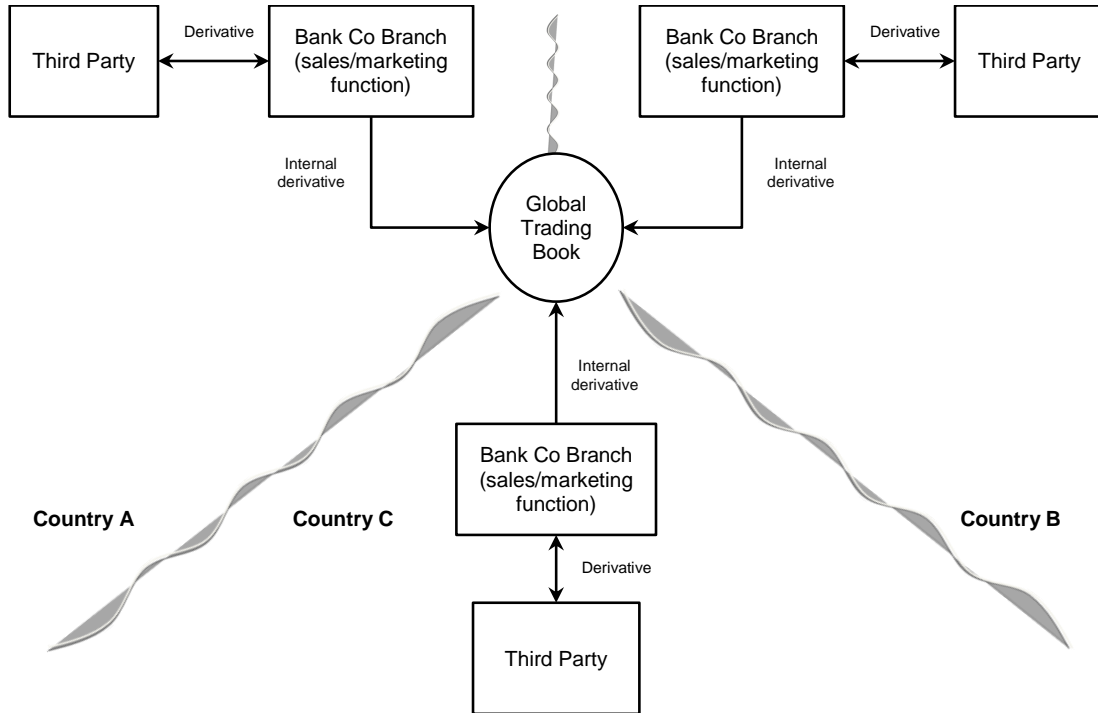 Third Party
Derivative
Bank Co Branch
(sales/marketing
function)
Bank Co Branch
(sales/marketing
function)
Derivative
Third Party
Internal
derivative
Internal
derivative
Global
Trading
Book
Internal
derivative
Bank Co Branch
(sales/marketing
function)
Country A
Country C
Country B
Derivative
Third Party